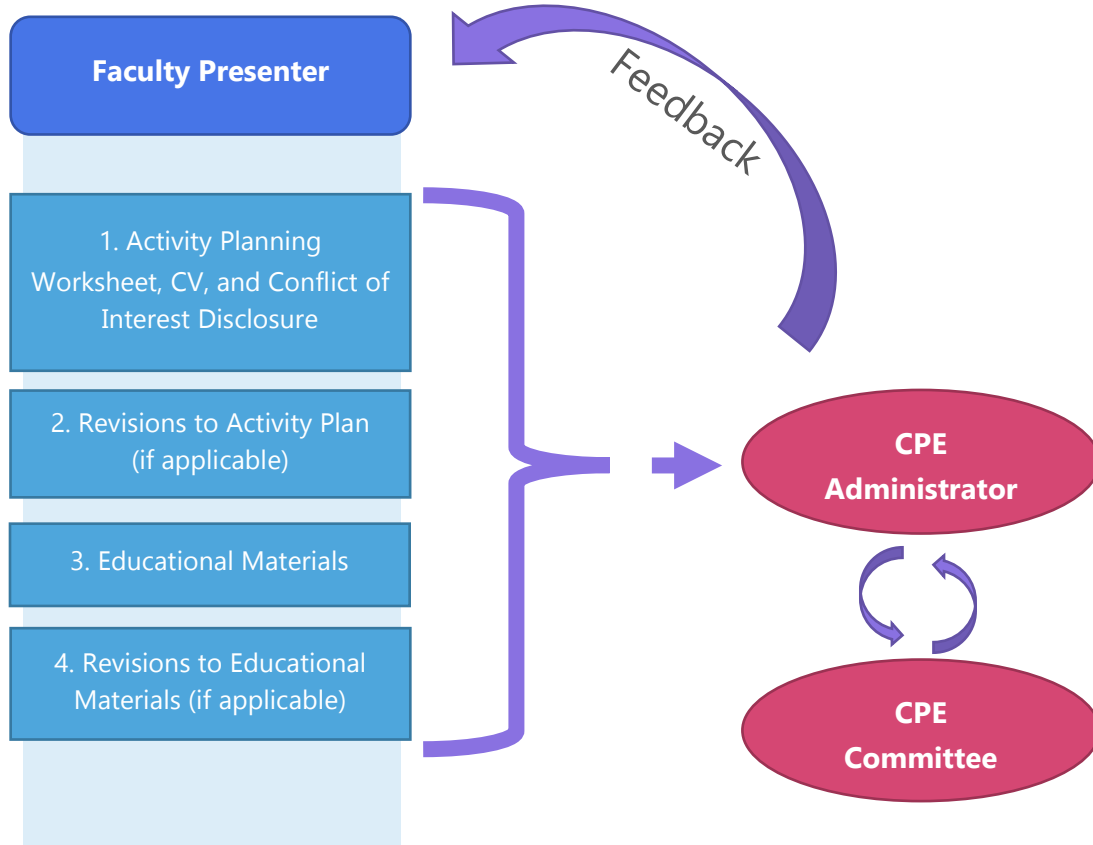 Faculty Presenter
Feedback
1. Activity Planning
Worksheet, CV, and Conflict of
Interest Disclosure
2. Revisions to Activity Plan
(if applicable)
3. Educational Materials
4. Revisions to Educational
Materials (if applicable)
CPE
Administrator
CPE
Committee